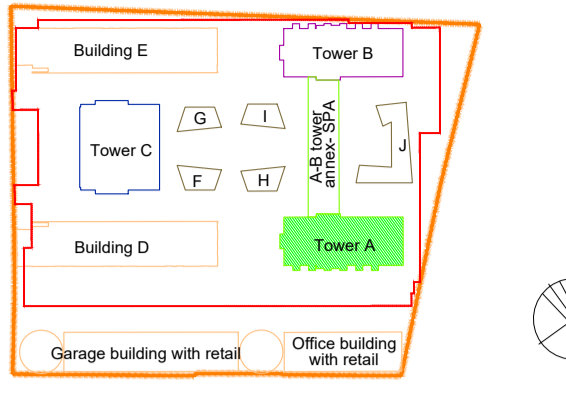 Building E
Tower B
G
I
A-B tower
annex- SPA
J
Tower C
F
H
Building D
Tower A
Garage building with retail
Office building
with retail